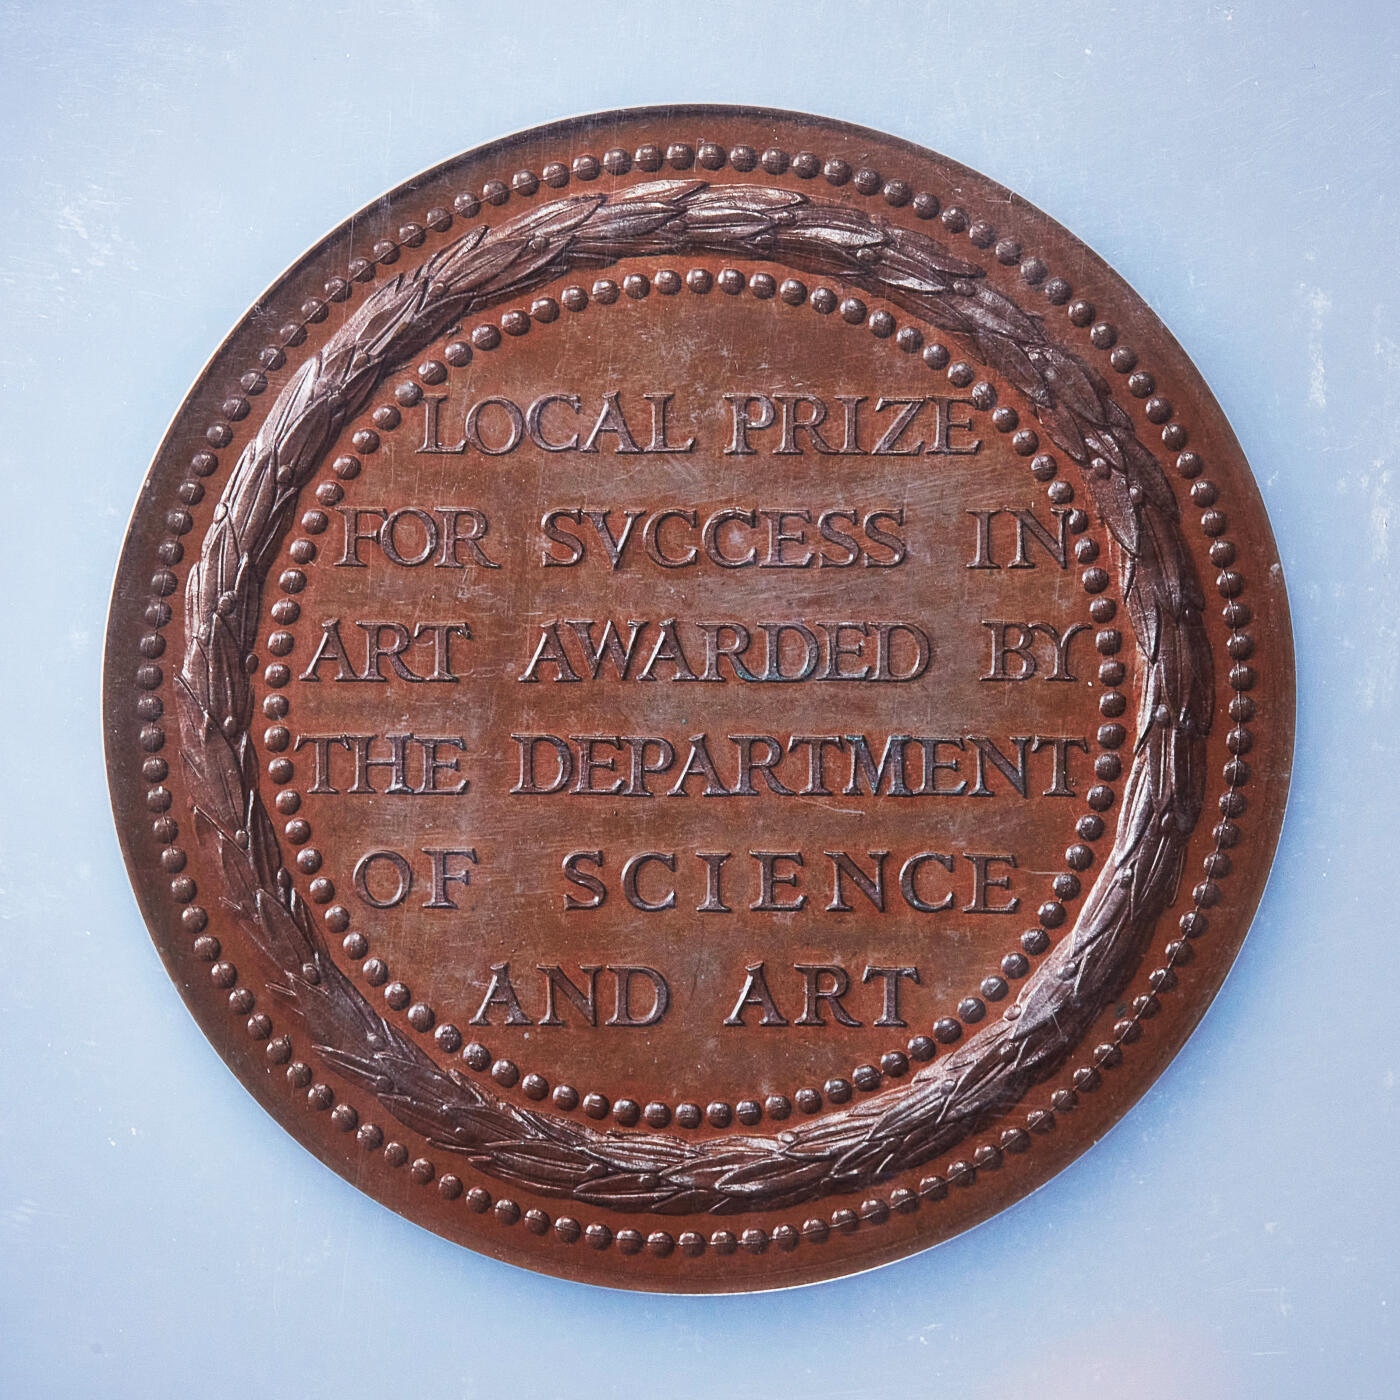 LOCAL PRIZE
FOR SVCCESS IN
ART AWARDED BY
THE DEPARTMENT
OF SCIENCE
AND ART